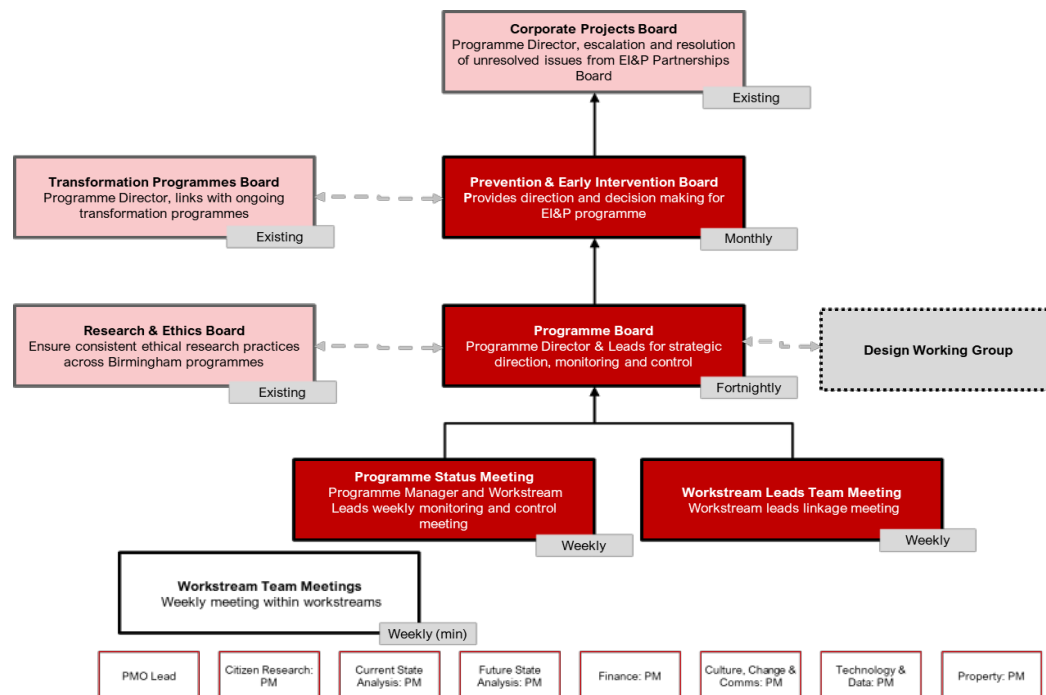 Corporate Projects Board
Programme Director, escalation and resolution
of unresolved issues from EI&P Partnerships
Board
Existing
Transformation Programmes Board
Programme Director, links with ongoing
transformation programmes
Existing
Prevention & Early Intervention Board
Provides direction and decision making for
EI&P programme
Monthly
Research & Ethics Board
Ensure consistent ethical research practices
across Birmingham programmes
Existing
Programme Board
Programme Director & Leads for strategic
direction, monitoring and control
Fortnightly
Design Working Group
Programme Status Meeting
Programme Manager and Workstream
Leads weekly monitoring and control
meeting
Weekly
Workstream Leads Team Meeting
Workstream leads linkage meeting
Weekly
Workstream Team Meetings
Weekly meeting within workstreams
Weekly (min)
PMO Lead
Citizen Research:
PM
Current State
Analysis: PM
Future State
Analysis: PM
Finance: PM
Culture, Change &
Comms: PM
Technology &
Data: PM
Property: PM